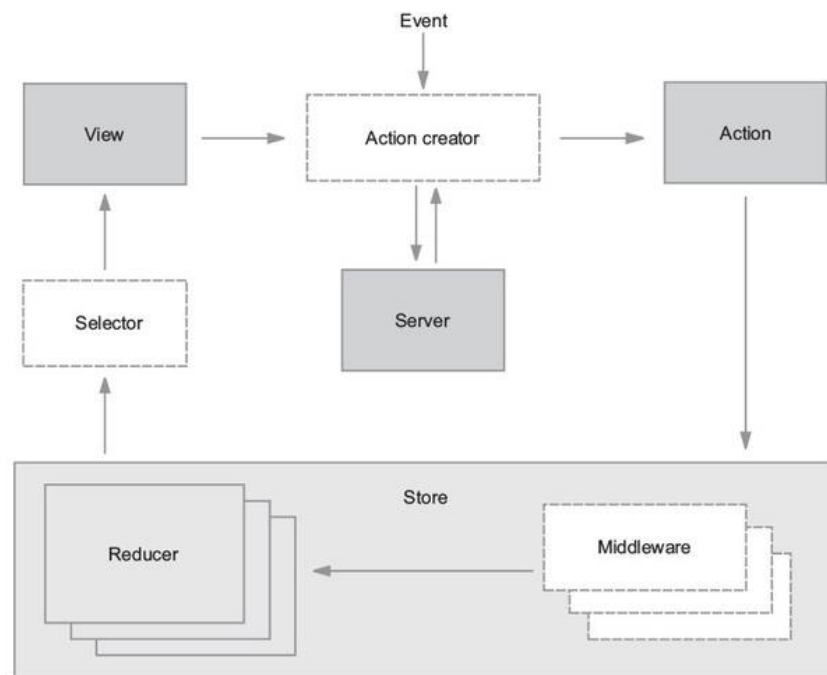 Event
View
Action creator
Action
Selector
Server
Store
Reducer
Middleware